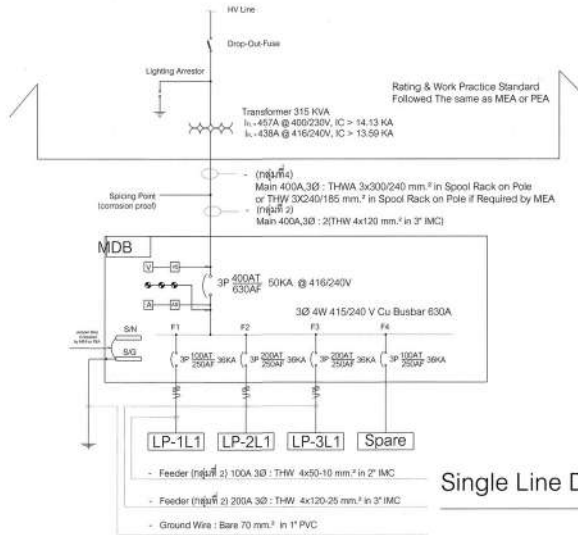 HV Line
Drop-Out-Fuse
Lighting Arrestor
Rating & Work Practice Standard
Followed The same as MEA or PEA
Transformer 315 KVA
In - 457A @ 400/230V, IC > 14.13 KA
In - 438A @ 416/240V, IC > 13.59 KA
- (กลุ่มที่4)
Main 400A,3Ø : THWA 3x300/240 mm.² in Spool Rack on Pole
or THW 3X240/185 mm.² in Spool Rack on Pole if Required by MEA
Spicing Point
(corrosion proof)
- (กลุ่มที่ 2)
Main 400A,3Ø : 2(THW 4x120 mm.² in 3" IMC)
MDB
V
A
3P 400AT
630AF 50KA @ 416/240V
3Ø 4W 415/240 V Cu Busbar 630A
F1
F2
F3
F4
S/N
S/G
3P 100AT
250AF 36KA
3P 200AT
250AF 36KA
3P 200AT
250AF 36KA
3P 100AT
250AF 36KA
LP-1L1
LP-2L1
LP-3L1
Spare
- Feeder (กลุ่มที่ 2) 100A 3Ø : THW 4x50-10 mm.² in 2" IMC
Single Line D
- Feeder (กลุ่มที่ 2) 200A 3Ø : THW 4x120-25 mm.² in 3" IMC
- Ground Wire : Bare 70 mm.² in 1" PVC